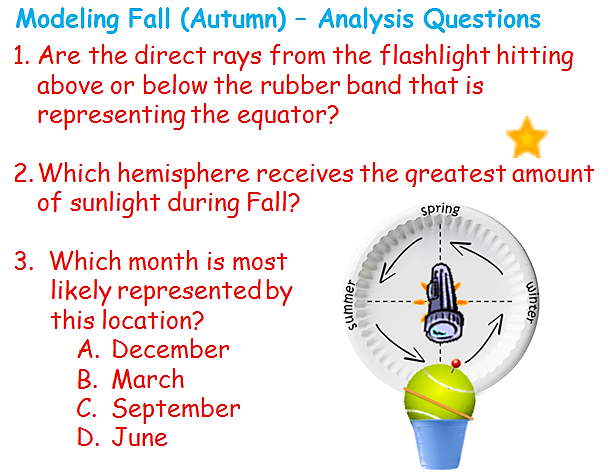 Modeling Fall (Autumn) – Analysis Questions
1. Are the direct rays from the flashlight hitting
above or below the rubber band that is
representing the equator?
2. Which hemisphere receives the greatest amount
of sunlight during Fall?
3. Which month is most
likely represented by
this location?
A. December
B. March
C. September
D. June
spring
summer
winter